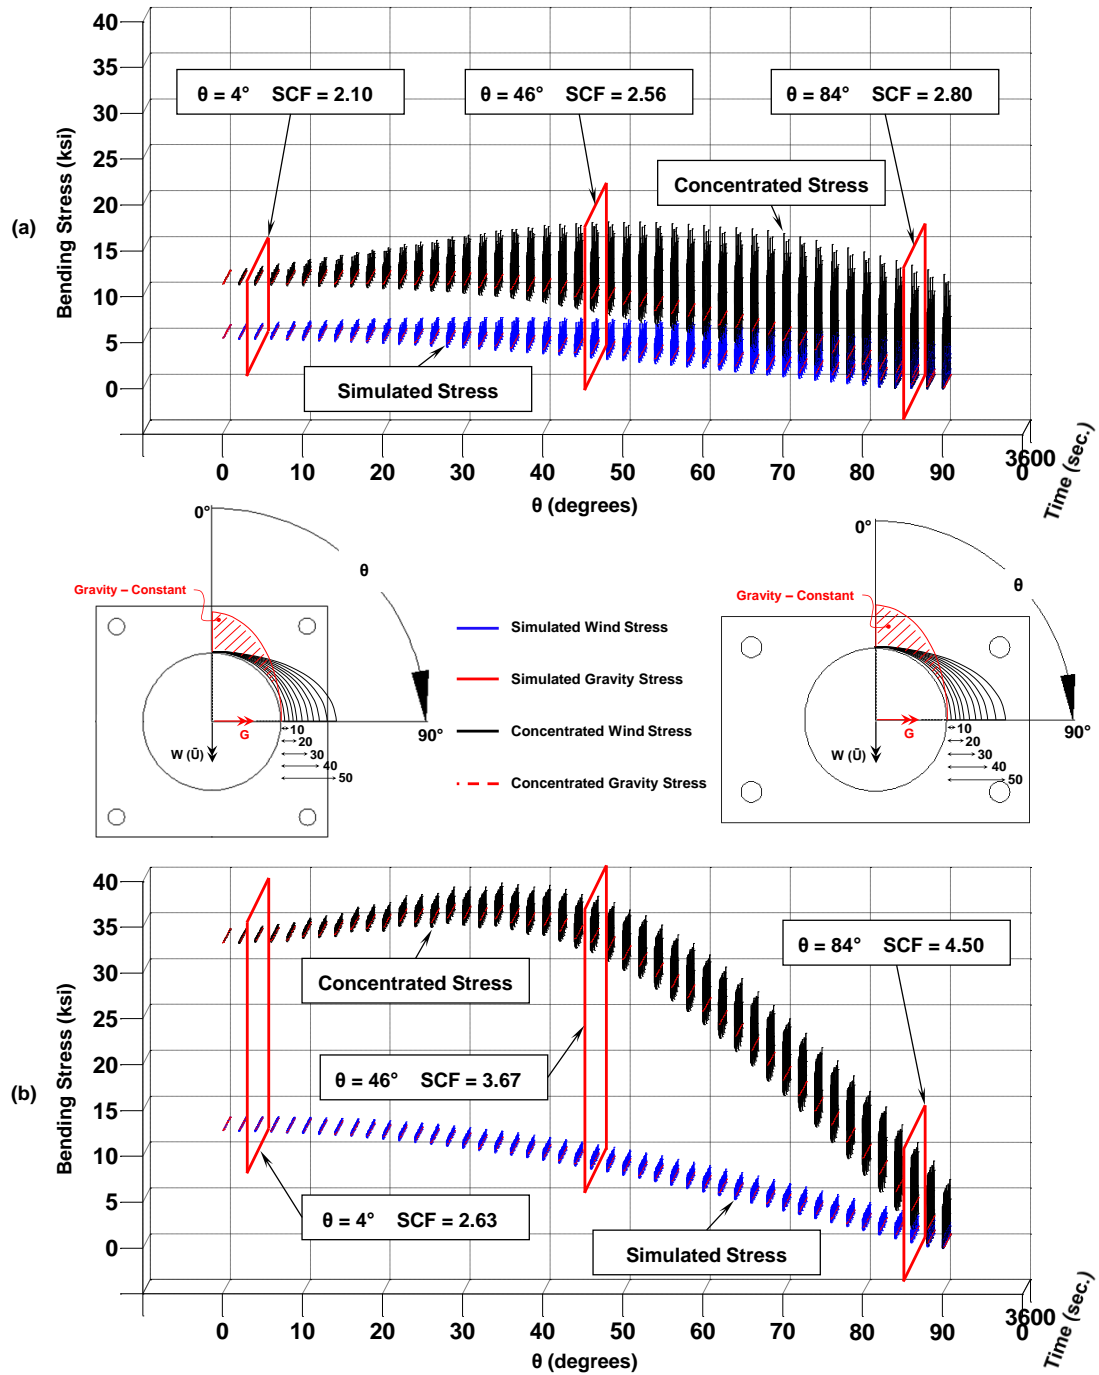 40
35
30
25
20
15
10
5
0
Bending Stress (ksi)
(a)
θ = 4° SCF = 2.10
θ = 46° SCF = 2.56
θ = 84° SCF = 2.80
Concentrated Stress
Simulated Stress
0 10 20 30 40 50 60 70 80 90 0
3600
θ (degrees)
Time (sec.)
0°
θ
Gravity – Constant
G
W (Ū)
90°
10
20
30
40
50
Simulated Wind Stress
Simulated Gravity Stress
Concentrated Wind Stress
Concentrated Gravity Stress
0°
θ
Gravity – Constant
G
W (Ū)
90°
10
20
30
40
50
40
35
30
25
20
15
10
5
0
Bending Stress (ksi)
(b)
θ = 84° SCF = 4.50
Concentrated Stress
θ = 46° SCF = 3.67
θ = 4° SCF = 2.63
Simulated Stress
0 10 20 30 40 50 60 70 80 90 0
3600
θ (degrees)
Time (sec.)